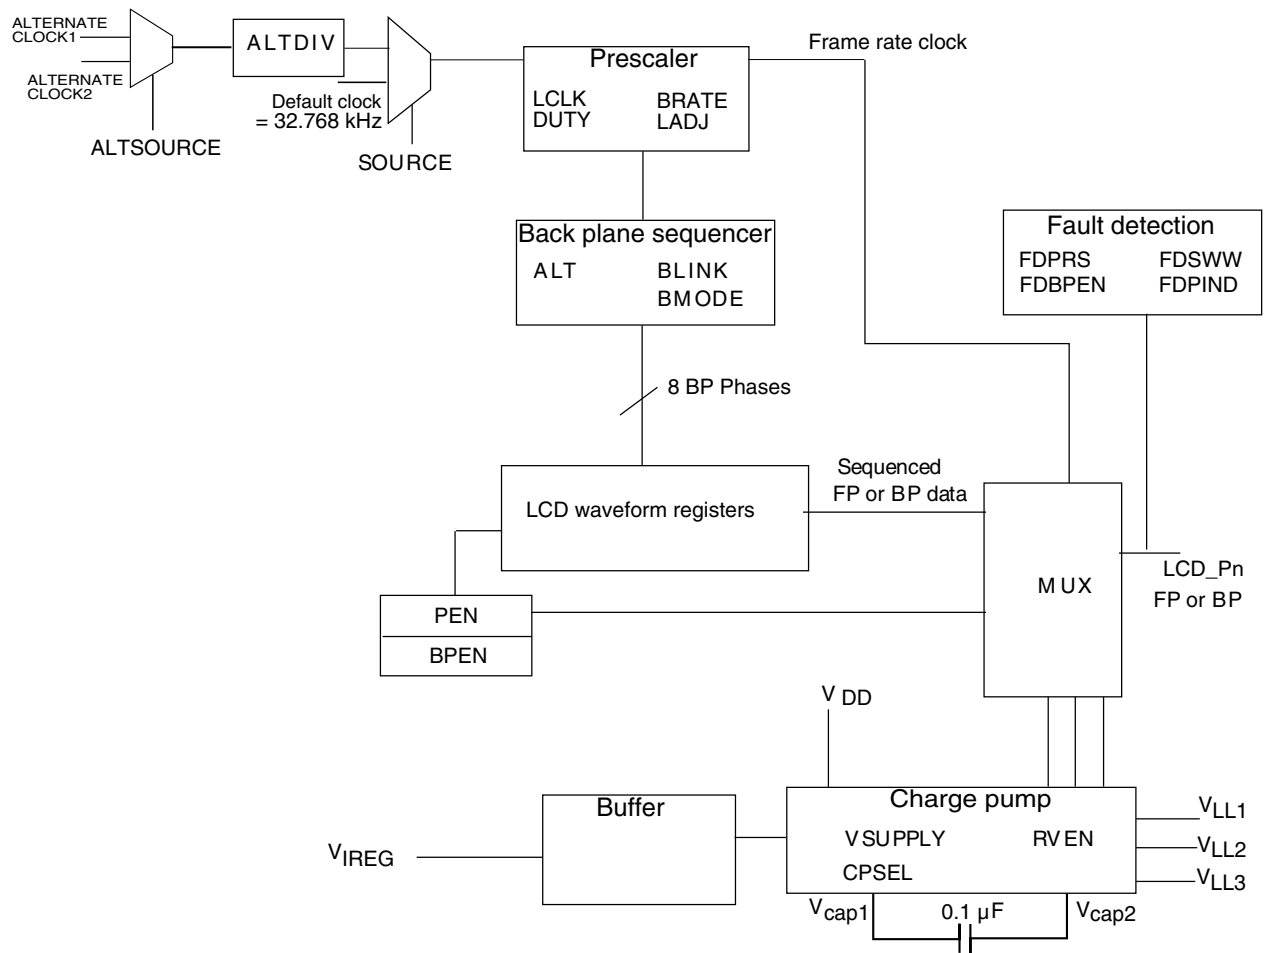 ALTERNATE
CLOCK1
ALTERNATE
CLOCK2
ALTSOURCE
ALTDIV
Default clock
= 32.768 kHz
SOURCE
Prescaler
LCLK BRATE
DUTY LADJ
Frame rate clock
Back plane sequencer
ALT BLINK
BMODE
Fault detection
FDPRS FDSWW
FDBPEN FDPIND
8 BP Phases
LCD waveform registers
Sequenced
FP or BP data
MUX
LCD_Pn
FP or BP
PEN
BPEN
V DD
Buffer
VIREG
Charge pump
VSUPPLY RVEN
CPSEL
VLL1
VLL2
VLL3
Vcap1 0.1 µF Vcap2